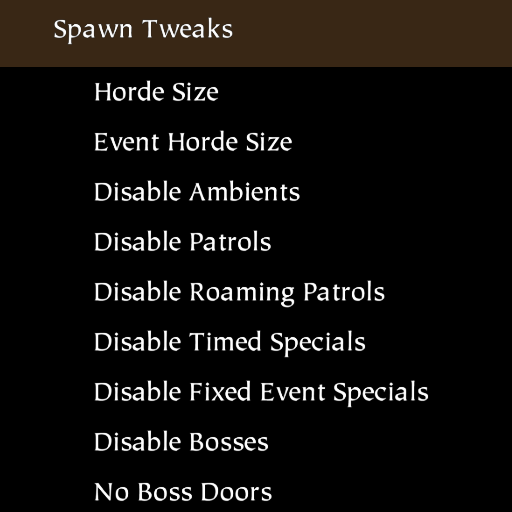 Spawn Tweaks
Horde Size
Event Horde Size
Disable Ambients
Disable Patrols
Disable Roaming Patrols
Disable Timed Specials
Disable Fixed Event Specials
Disable Bosses
No Boss Doors